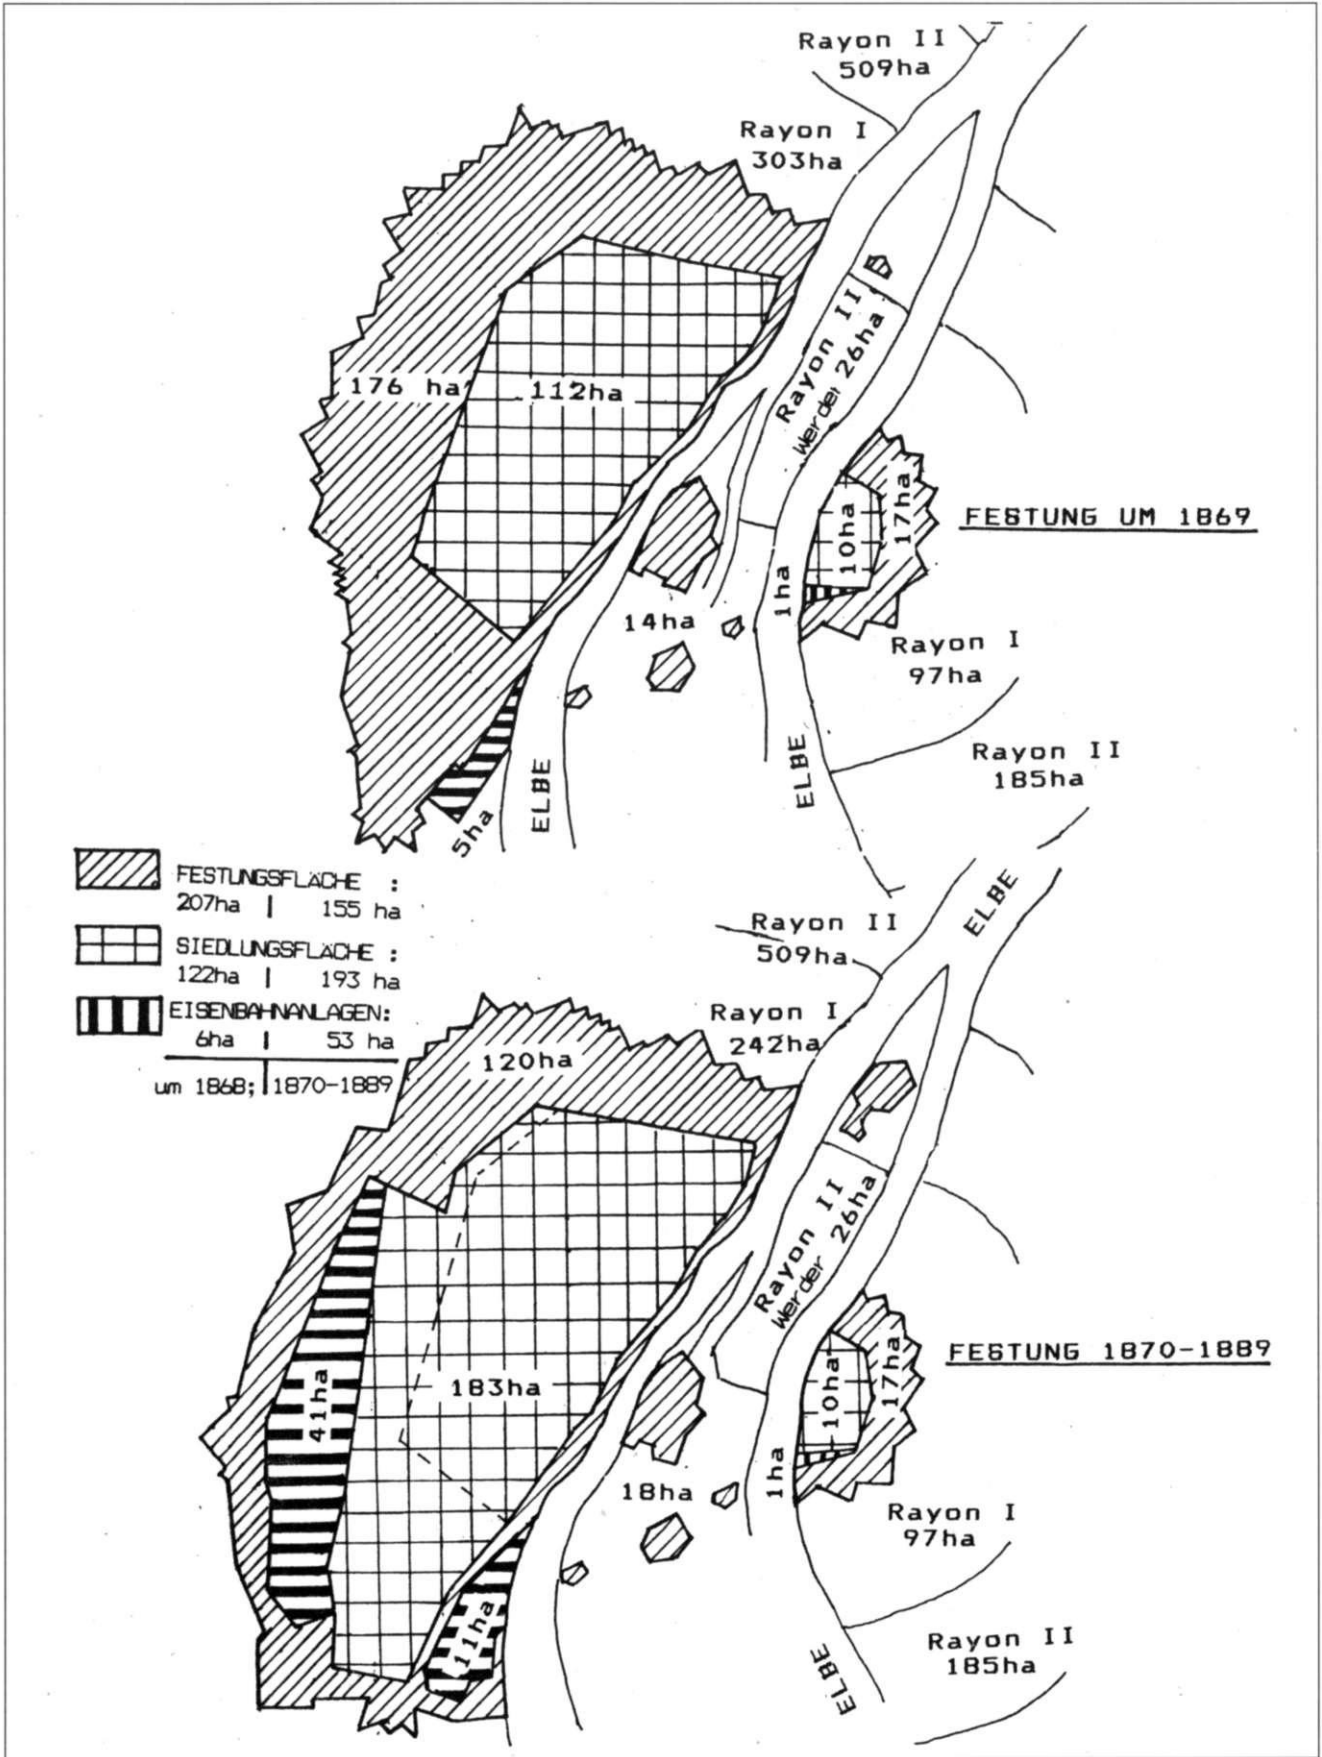 Rayon II
509ha
Rayon I
303ha
Rayon II
Werder 26ha
176 ha
112ha
10ha
17ha
FESTUNG UM 1869
1ha
14ha
Rayon I
97ha
Rayon II
185ha
ELBE
ELBE
5ha
FESTUNGSFLÄCHE :
207ha | 155 ha
SIEDLUNGSFLÄCHE :
122ha | 193 ha
EISENBAHNANLAGEN:
6ha | 53 ha
um 1868; | 1870-1889
ELBE
Rayon II
509ha
Rayon I
242ha
120ha
Rayon II
Werder 26ha
41ha
183ha
10ha
17ha
FESTUNG 1870-1889
1ha
18ha
Rayon I
97ha
11ha
Rayon II
185ha
ELBE